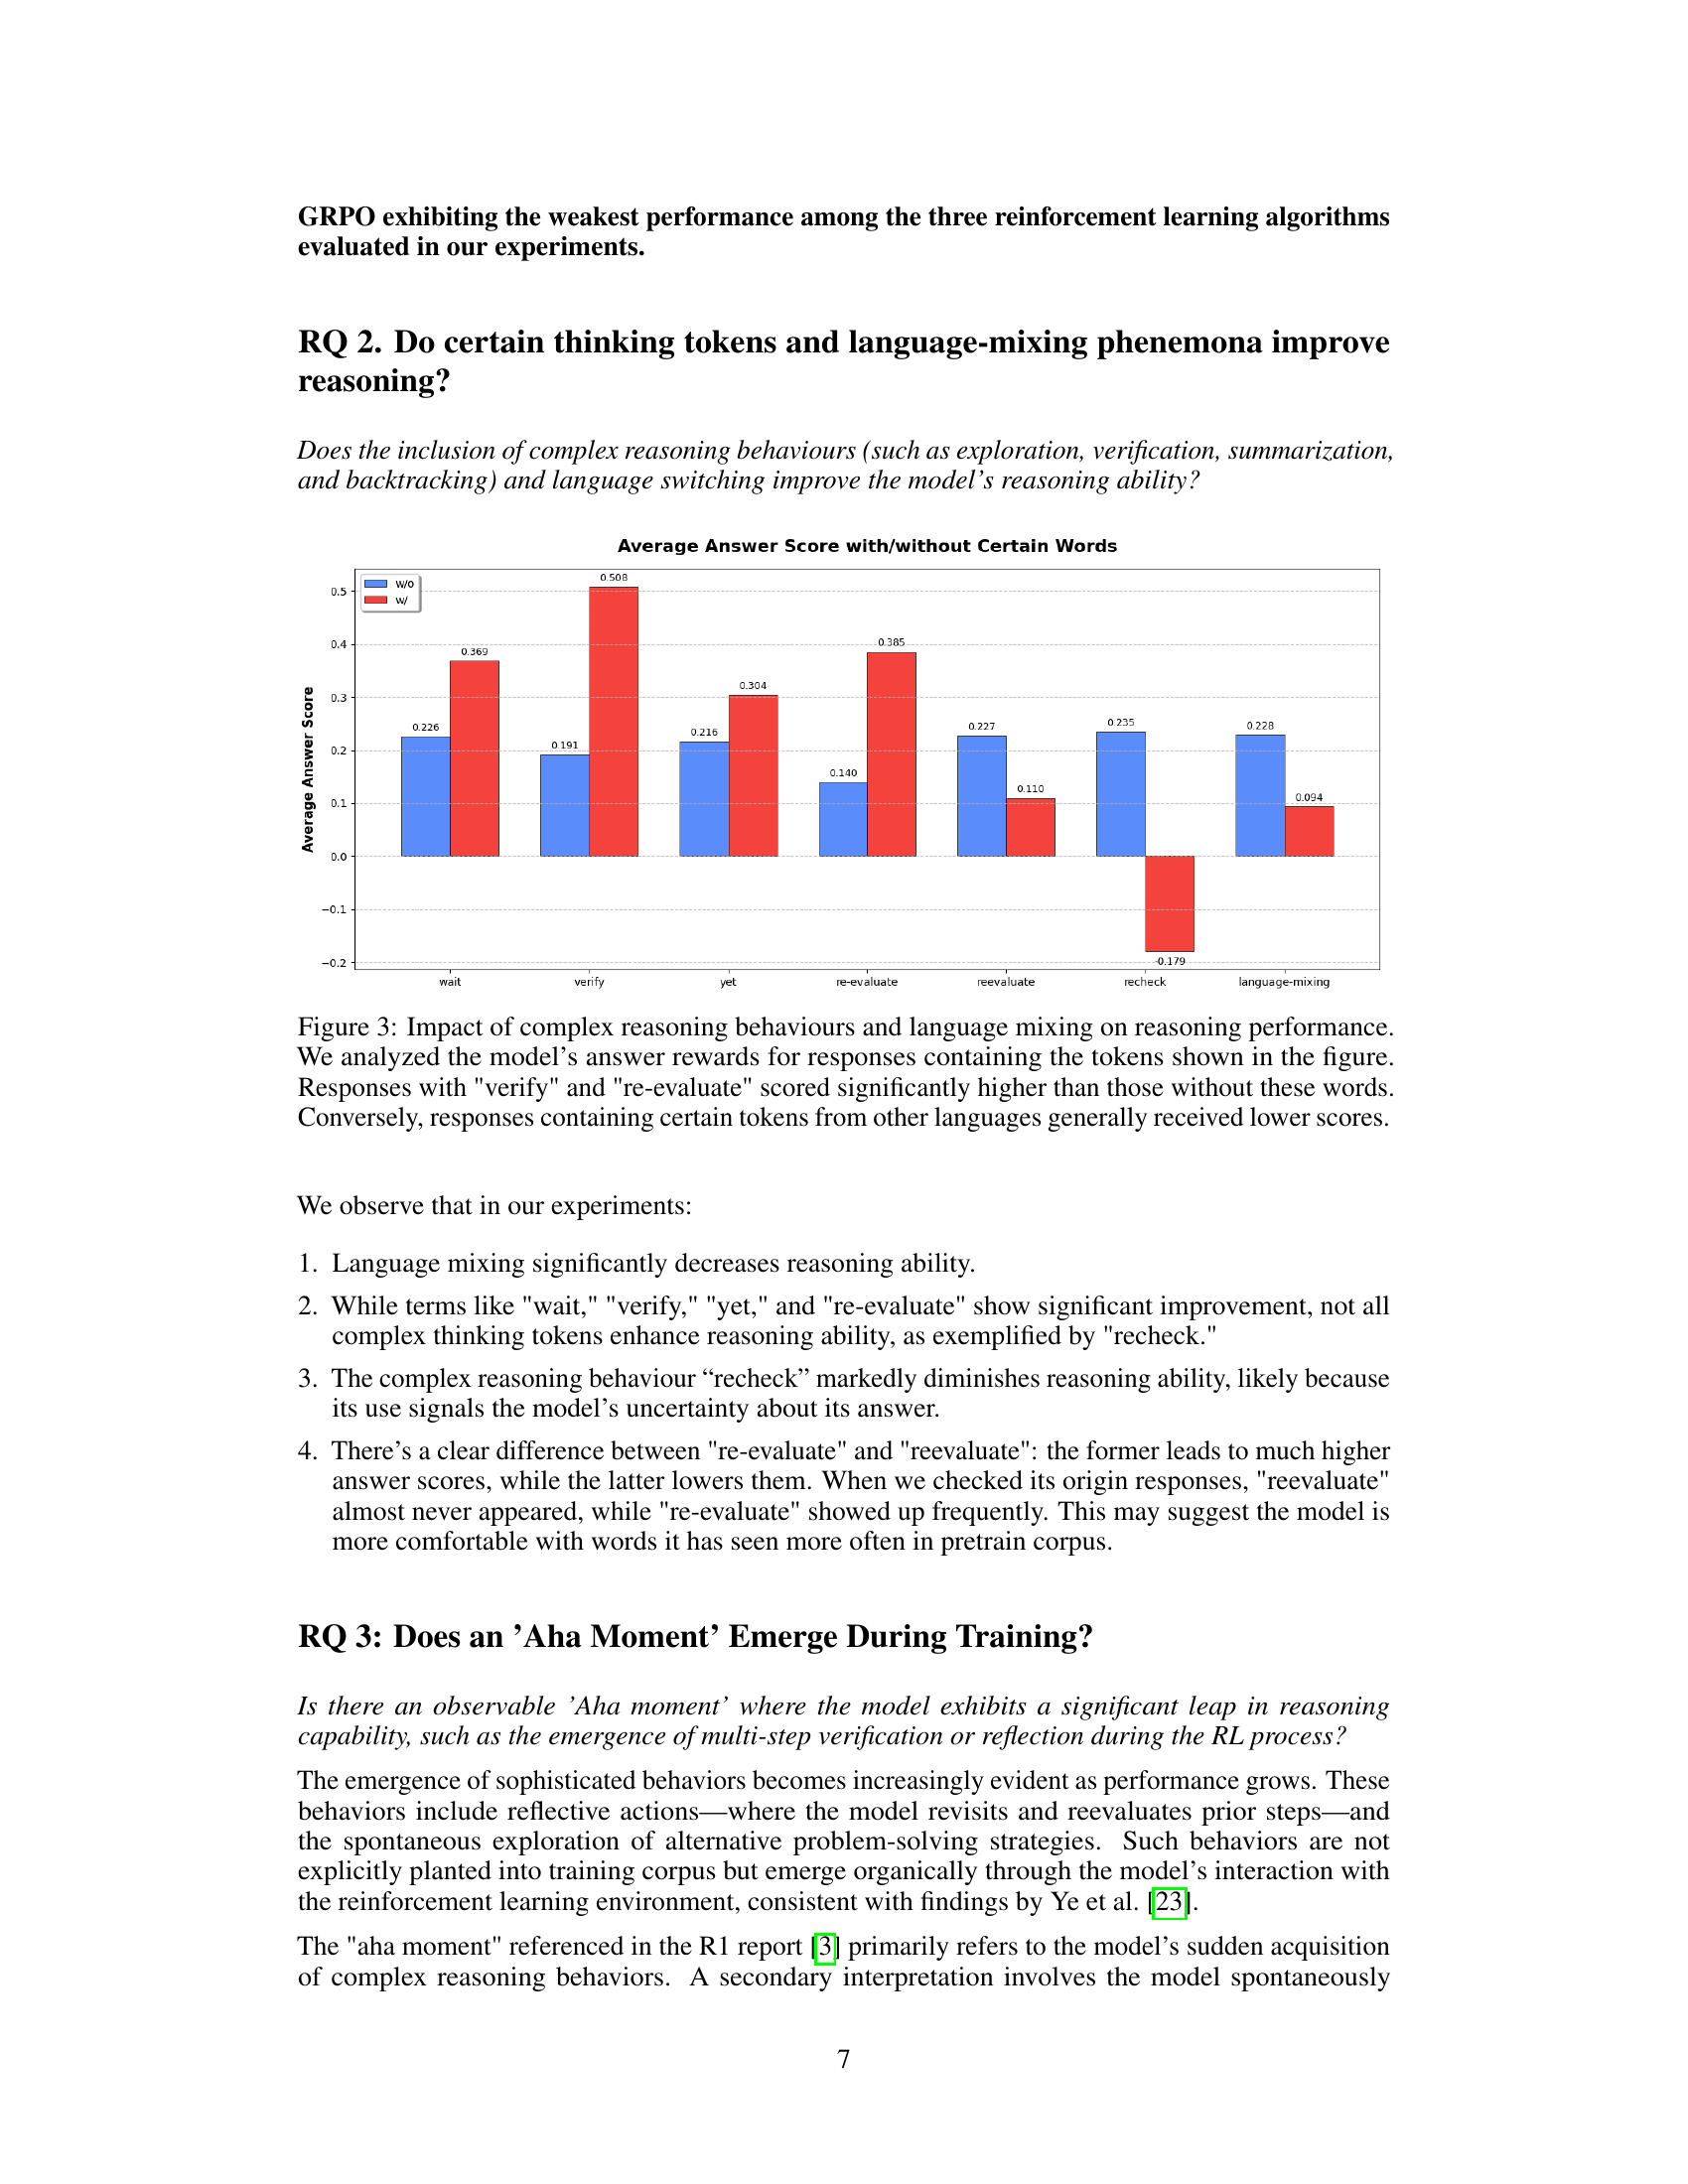 GRPO exhibiting the weakest performance among the three reinforcement learning algorithms
evaluated in our experiments.
RQ 2. Do certain thinking tokens and language-mixing phenemona improve
reasoning?
Does the inclusion of complex reasoning behaviours (such as exploration, verification, summarization,
and backtracking) and language switching improve the model's reasoning ability?
Average Answer Score with/without Certain Words
w/o
w/
Average Answer Score
0.5
0.4
0.3
0.2
0.1
0.0
−0.1
−0.2
0.226
0.369
0.191
0.508
0.216
0.304
0.140
0.385
0.227
0.110
0.235
-0.179
0.228
0.094
wait
verify
yet
re-evaluate
reevaluate
recheck
language-mixing
Figure 3: Impact of complex reasoning behaviours and language mixing on reasoning performance.
We analyzed the model's answer rewards for responses containing the tokens shown in the figure.
Responses with "verify" and "re-evaluate" scored significantly higher than those without these words.
Conversely, responses containing certain tokens from other languages generally received lower scores.
We observe that in our experiments:
1. Language mixing significantly decreases reasoning ability.
2. While terms like "wait," "verify," "yet," and "re-evaluate" show significant improvement, not all
complex thinking tokens enhance reasoning ability, as exemplified by "recheck."
3. The complex reasoning behaviour “recheck” markedly diminishes reasoning ability, likely because
its use signals the model's uncertainty about its answer.
4. There's a clear difference between "re-evaluate" and "reevaluate": the former leads to much higher
answer scores, while the latter lowers them. When we checked its origin responses, "reevaluate"
almost never appeared, while "re-evaluate" showed up frequently. This may suggest the model is
more comfortable with words it has seen more often in pretrain corpus.
RQ 3: Does an ’Aha Moment’ Emerge During Training?
Is there an observable ’Aha moment’ where the model exhibits a significant leap in reasoning
capability, such as the emergence of multi-step verification or reflection during the RL process?
The emergence of sophisticated behaviors becomes increasingly evident as performance grows. These
behaviors include reflective actions—where the model revisits and reevaluates prior steps—and
the spontaneous exploration of alternative problem-solving strategies. Such behaviors are not
explicitly planted into training corpus but emerge organically through the model's interaction with
the reinforcement learning environment, consistent with findings by Ye et al. [23].
The "aha moment" referenced in the R1 report [3] primarily refers to the model's sudden acquisition
of complex reasoning behaviors. A secondary interpretation involves the model spontaneously
7